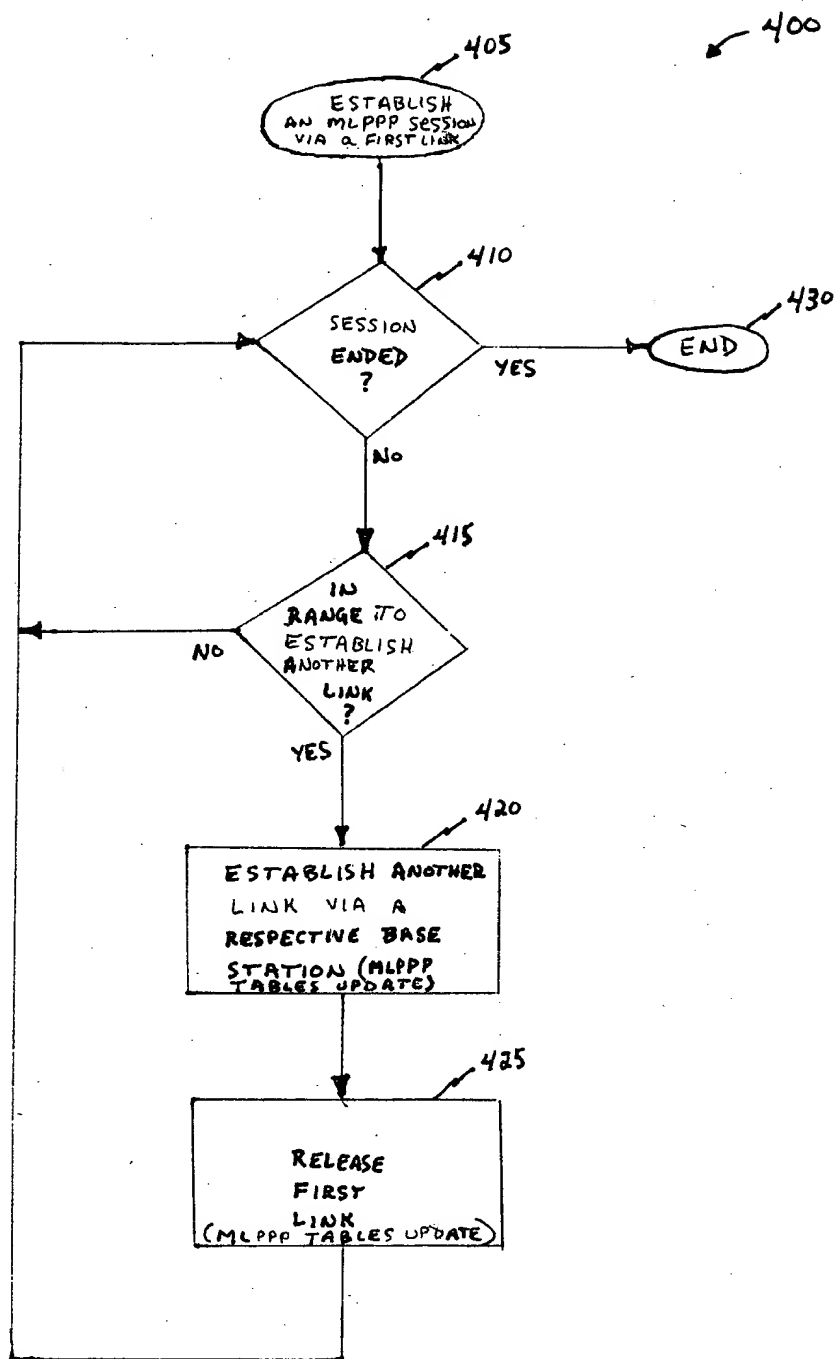 400
405
ESTABLISH
AN MLPPP SESSION
VIA a FIRST LINK
410
SESSION
ENDED
?
YES
430
END
NO
415
IN
RANGE TO
ESTABLISH
ANOTHER
LINK
?
NO
YES
420
ESTABLISH ANOTHER
LINK VIA A
RESPECTIVE BASE
STATION (MLPPP
TABLES UPDATE)
425
RELEASE
FIRST
LINK
(MLPPP TABLES UPDATE)